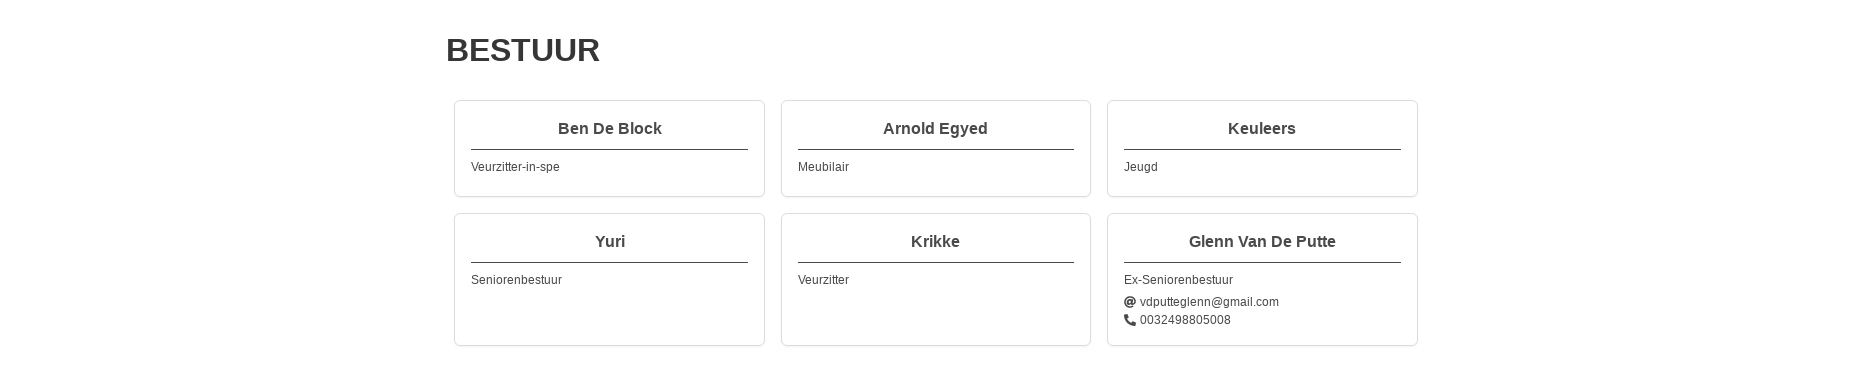 BESTUUR
Ben De Block
Veurzitter-in-spe
Arnold Egyed
Meubilair
Keuleers
Jeugd
Yuri
Seniorenbestuur
Krikke
Veurzitter
Glenn Van De Putte
Ex-Seniorenbestuur
vdputteglenn@gmail.com
0032498805008